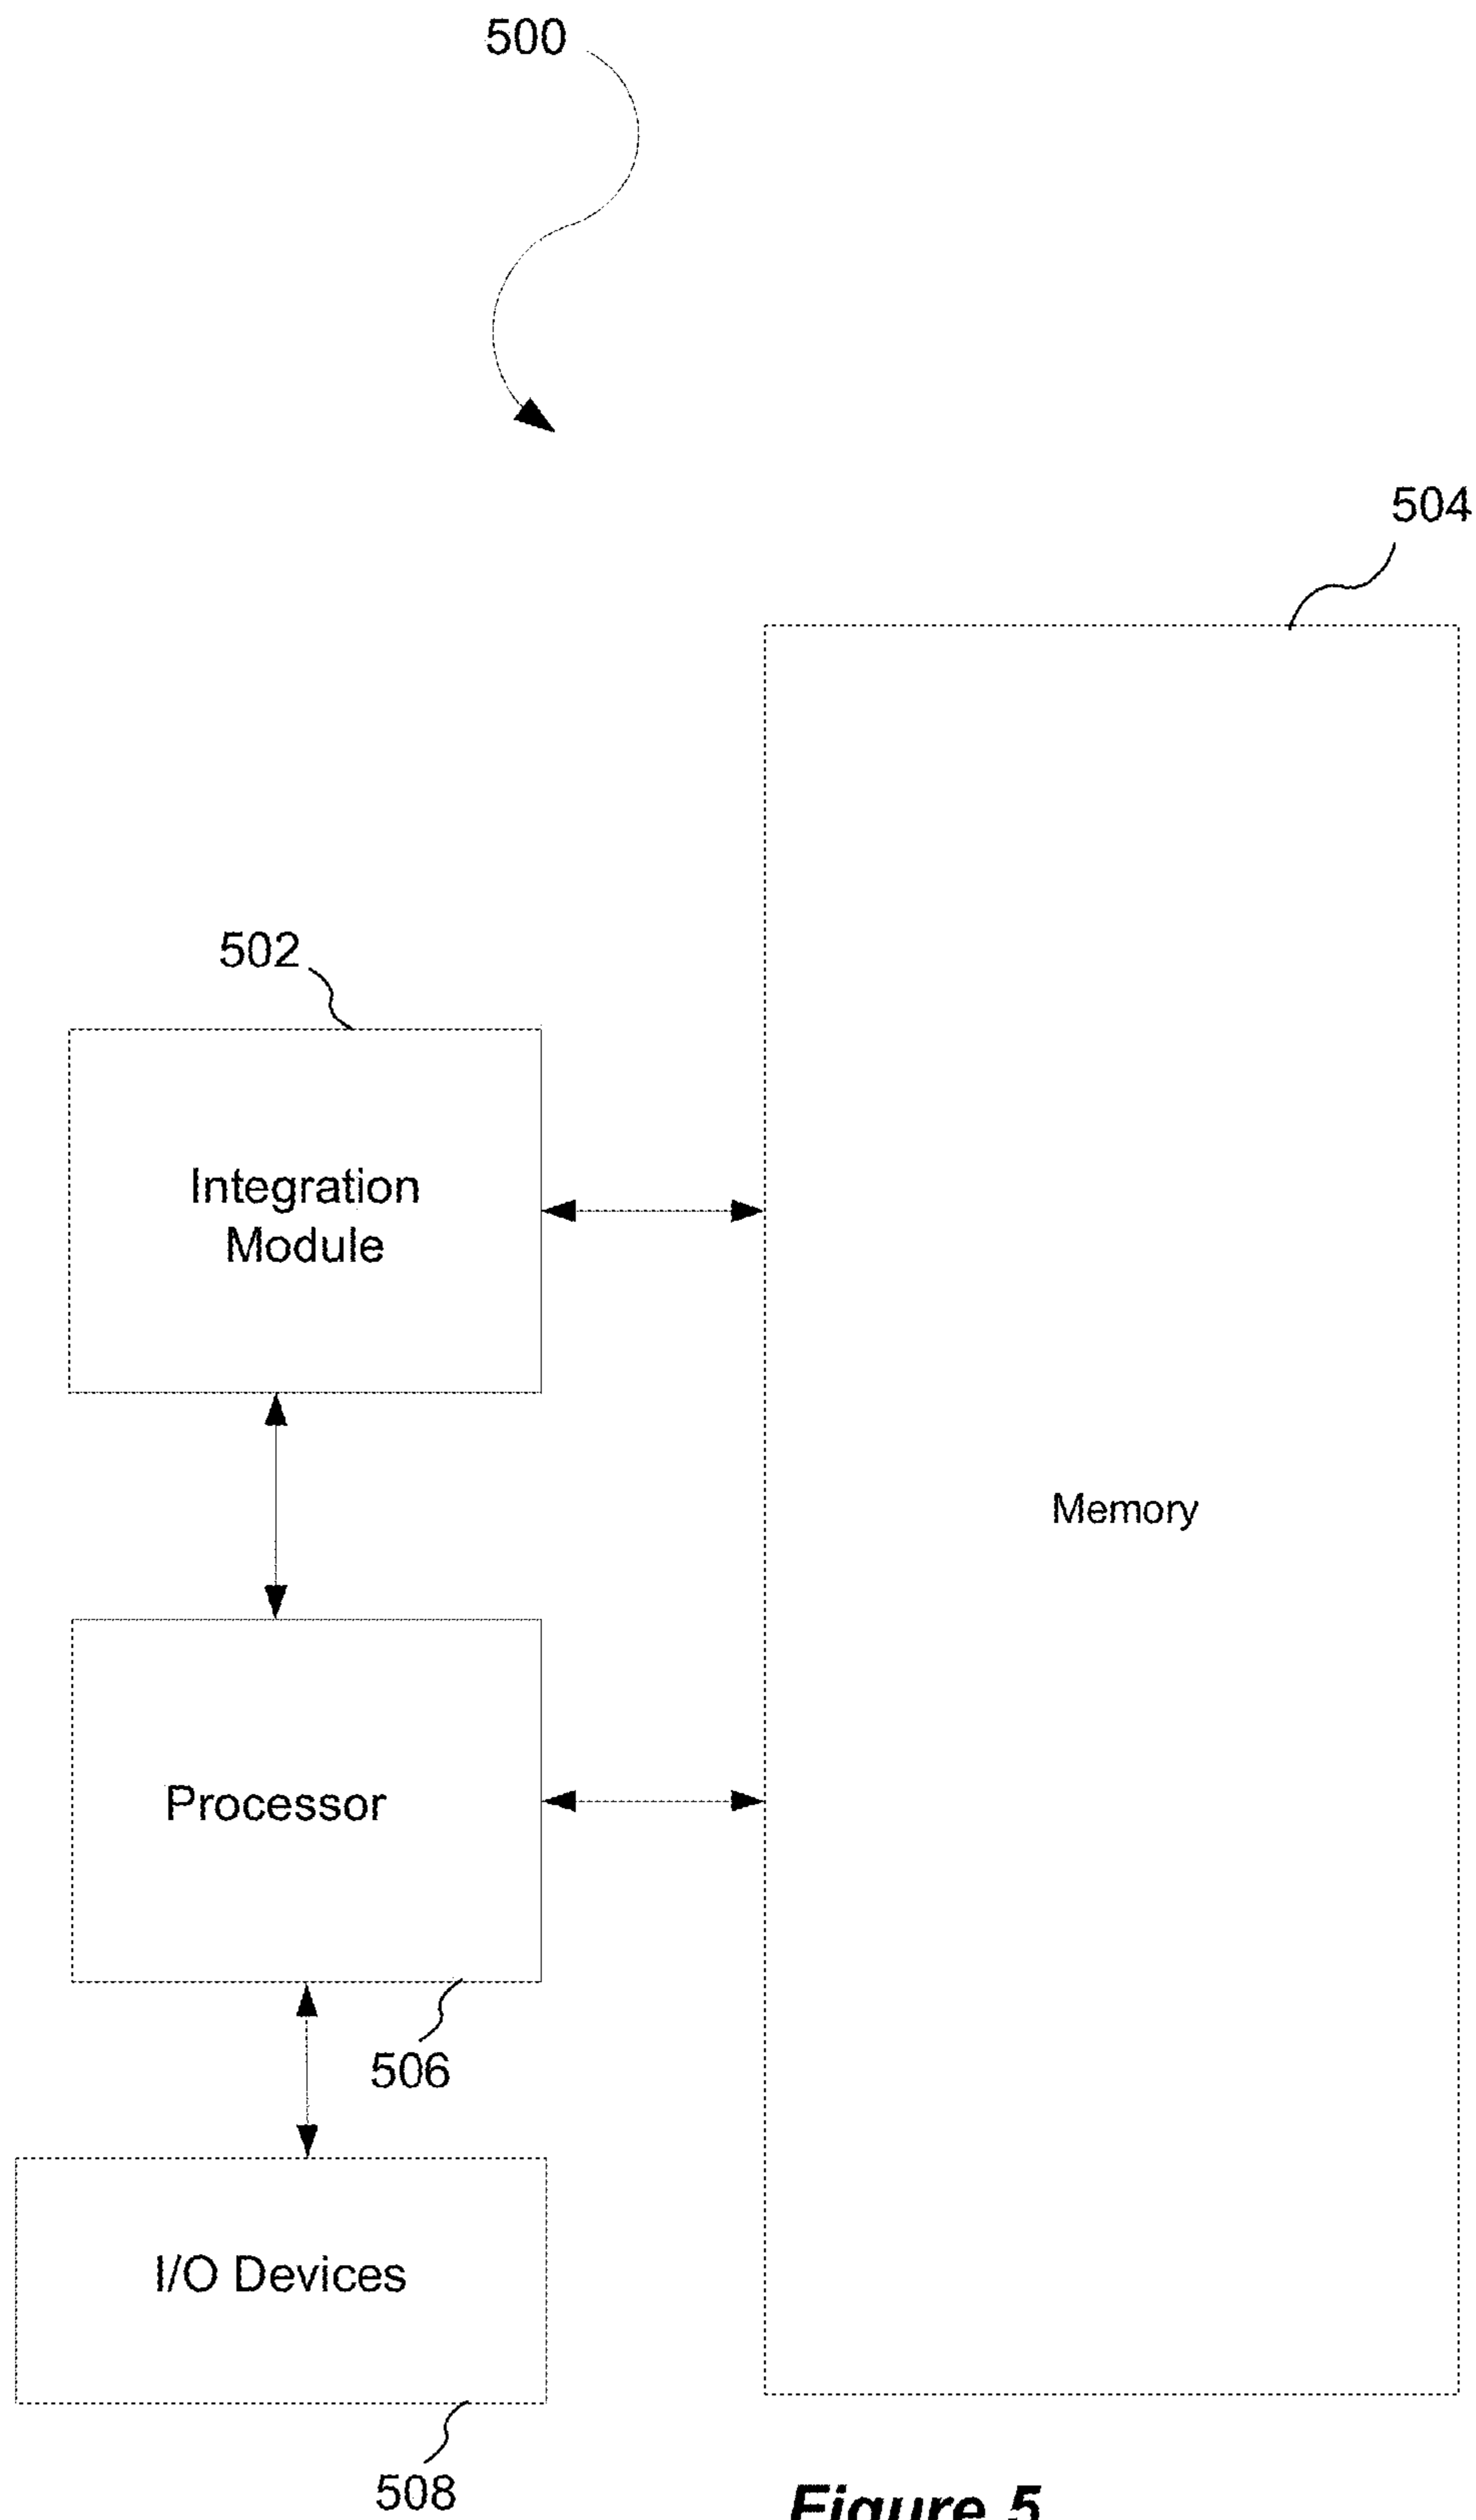 500
504
502
Integration
Module
Memory
Processor
506
I/O Devices
508
Figure 5